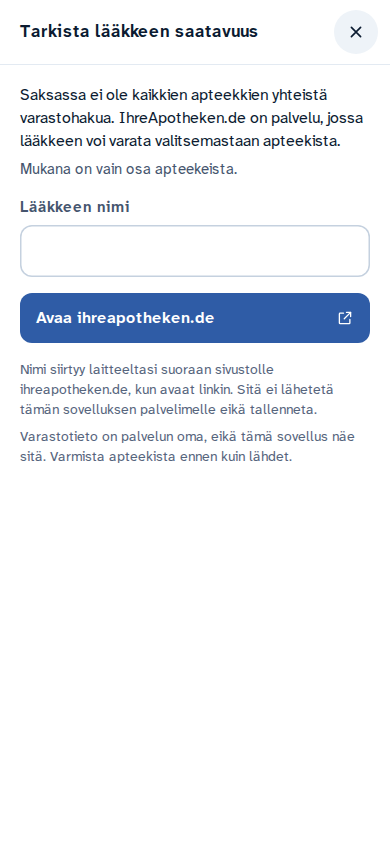 Tarkista lääkkeen saatavuus
Saksassa ei ole kaikkien apteekkien yhteistä
varastohakua. IhreApotheken.de on palvelu, jossa
lääkkeen voi varata valitsemastaan apteekista.
Mukana on vain osa apteekeista.
Lääkkeen nimi
Avaa ihreapotheken.de
Nimi siirtyy laitteeltasi suoraan sivustolle
ihreapotheken.de, kun avaat linkin. Sitä ei lähetetä
tämän sovelluksen palvelimelle eikä tallenneta.
Varastotieto on palvelun oma, eikä tämä sovellus näe
sitä. Varmista apteekista ennen kuin lähdet.